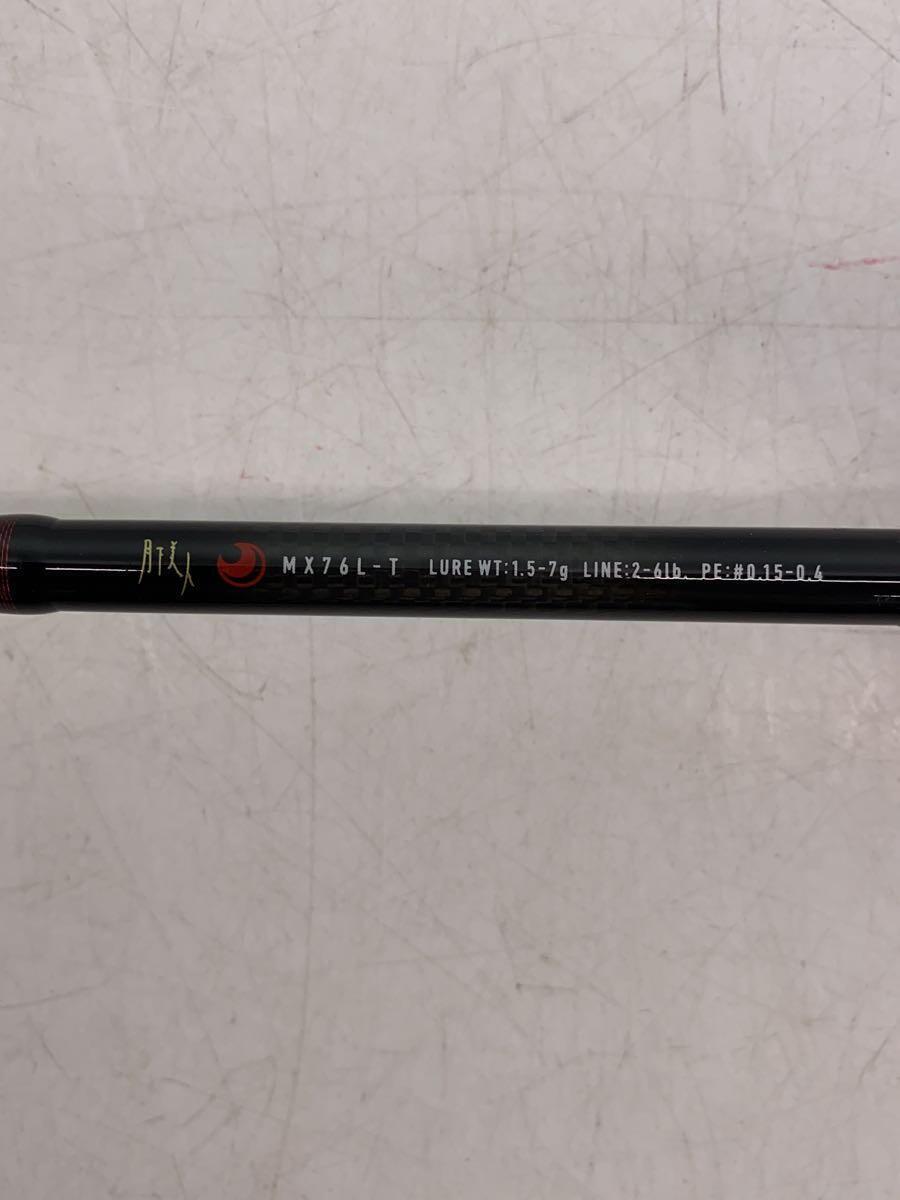 月下美人 MX76L-T LURE WT:1.5-7g LINE:2-6lb. PE:#0.15-0.4